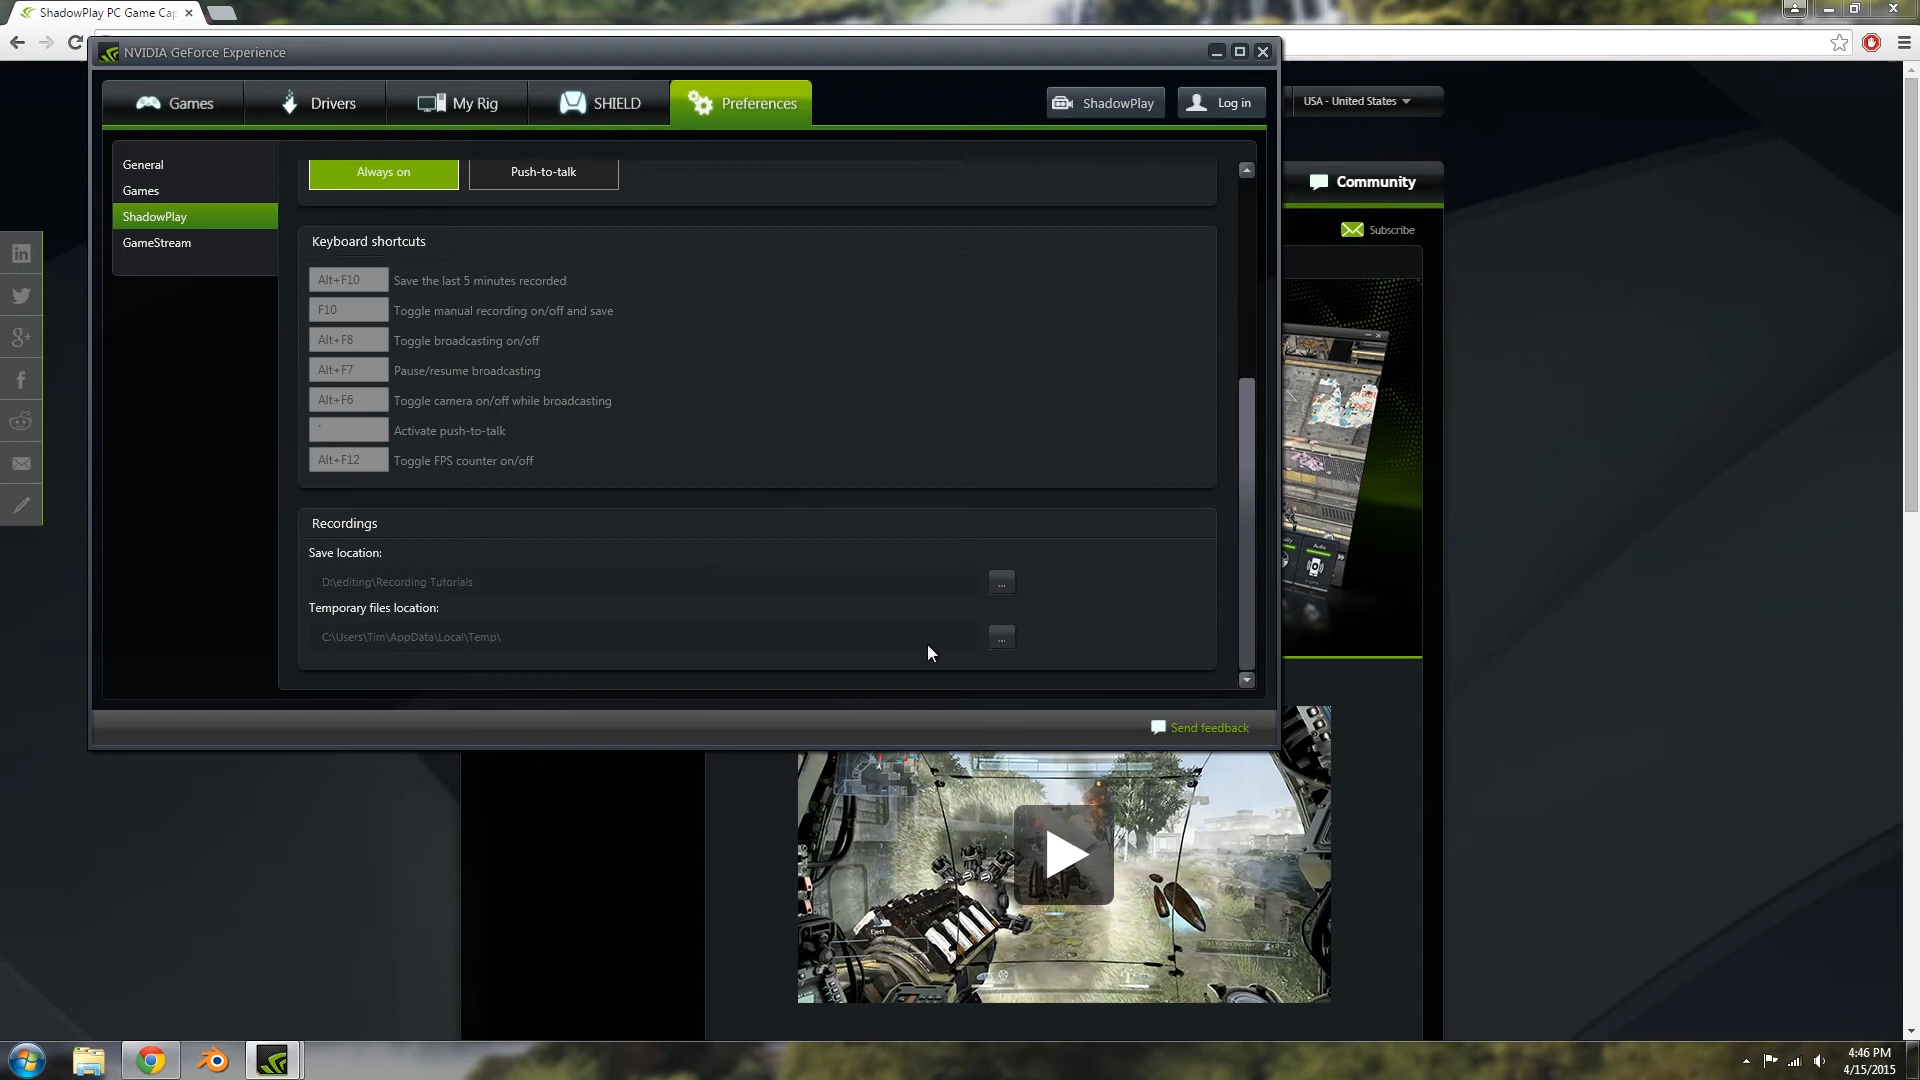 ShadowPlay PC Game Cap
NVIDIA GeForce Experience
Games
Drivers
My Rig
SHIELD
Preferences
ShadowPlay
Log in
USA - United States
General
Games
ShadowPlay
GameStream
Always on
Push-to-talk
Community
Subscribe
Keyboard shortcuts
Alt+F10 Save the last 5 minutes recorded
F10 Toggle manual recording on/off and save
Alt+F8 Toggle broadcasting on/off
Alt+F7 Pause/resume broadcasting
Alt+F6 Toggle camera on/off while broadcasting
` Activate push-to-talk
Alt+F12 Toggle FPS counter on/off
Recordings
Save location:
D:\editing\Recording Tutorials
...
Temporary files location:
C:\Users\Tim\AppData\Local\Temp\
...
Send feedback
Audio
Eject
4:46 PM
4/15/2015